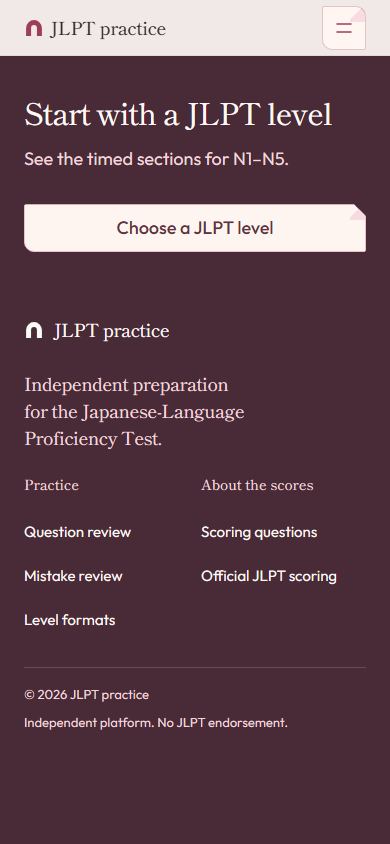 JLPT practice
Start with a JLPT level
See the timed sections for N1–N5.
Choose a JLPT level
JLPT practice
Independent preparation
for the Japanese-Language
Proficiency Test.
Practice
Question review
Mistake review
Level formats
About the scores
Scoring questions
Official JLPT scoring
© 2026 JLPT practice
Independent platform. No JLPT endorsement.